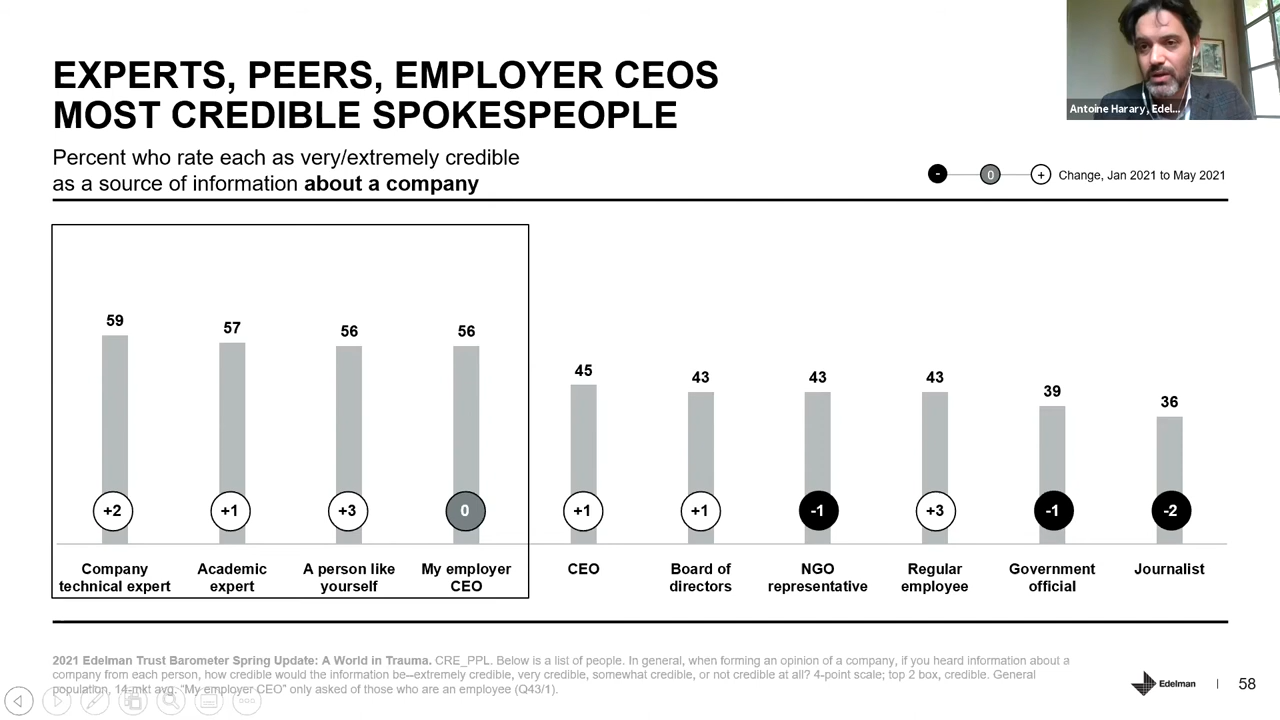 EXPERTS, PEERS, EMPLOYER CEOS
MOST CREDIBLE SPOKESPEOPLE
Antoine Harary, Edel...
Percent who rate each as very/extremely credible
as a source of information about a company
- 0 + Change, Jan 2021 to May 2021
59 57 56 56 45 43 43 43 39 36
+2 +1 +3 0 +1 +1 -1 +3 -1 -2
Company technical expert
Academic expert
A person like yourself
My employer CEO
CEO
Board of directors
NGO representative
Regular employee
Government official
Journalist
2021 Edelman Trust Barometer Spring Update: A World in Trauma. CRE_PPL. Below is a list of people. In general, when forming an opinion of a company, if you heard information about a
company from each person, how credible would the information be--extremely credible, very credible, somewhat credible, or not credible at all? 4-point scale; top 2 box, credible. General
population, 14-mkt avg. "My employer CEO" only asked of those who are an employee (Q43/1).
Edelman | 58